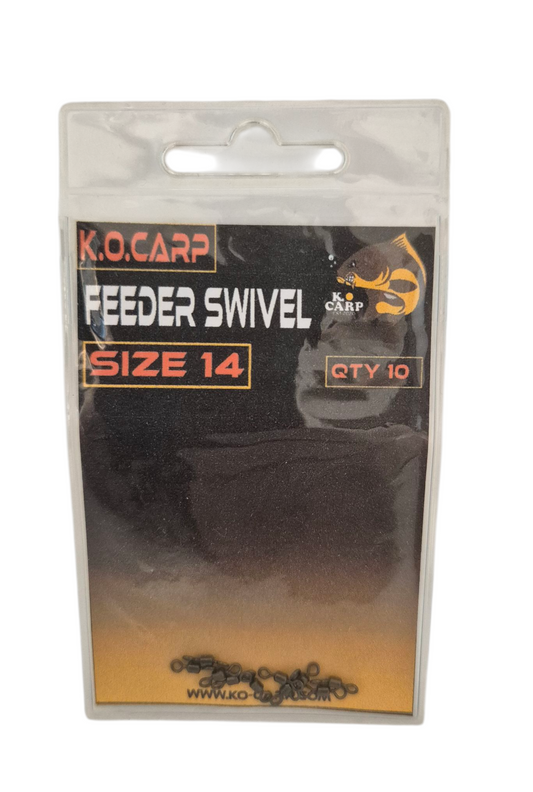 K.O.CARP
FEEDER SWIVEL
K.O
CARP
SIZE 14
QTY 10